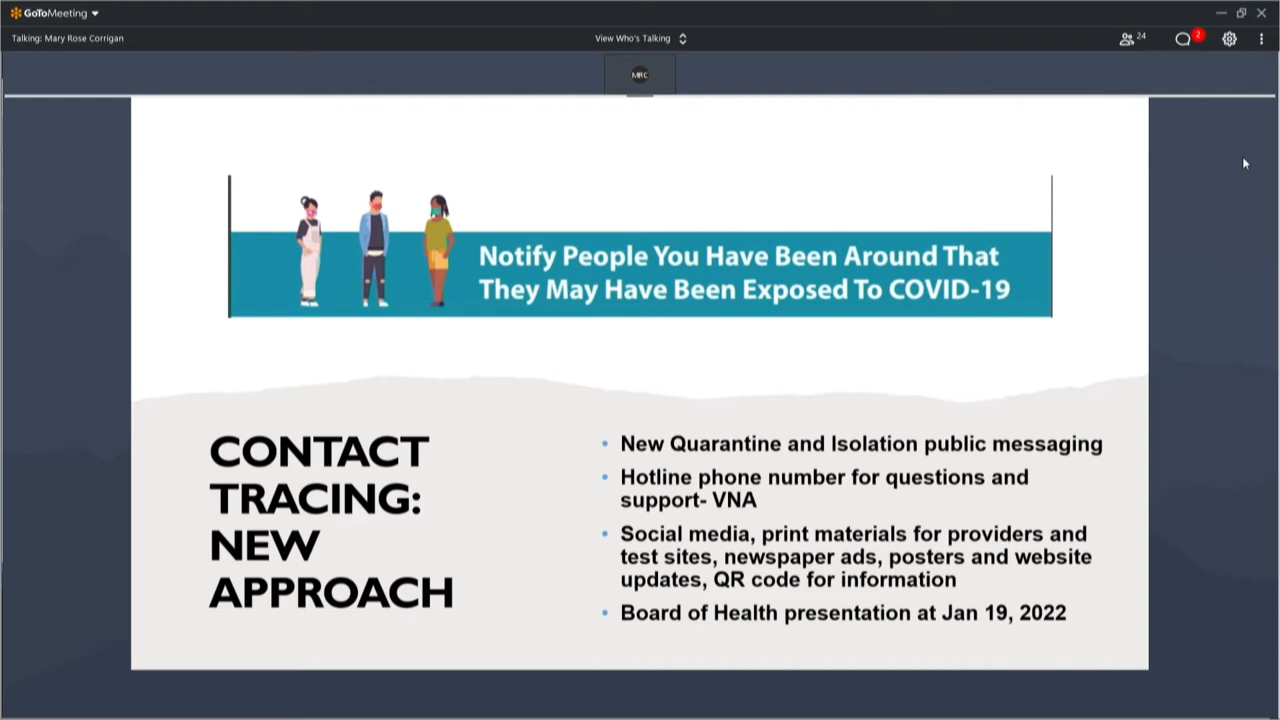 GoToMeeting
Talking: Mary Rose Corrigan
View Who's Talking
24
2
MRC
Notify People You Have Been Around That
They May Have Been Exposed To COVID-19
CONTACT
TRACING:
NEW
APPROACH
• New Quarantine and Isolation public messaging
• Hotline phone number for questions and
support- VNA
• Social media, print materials for providers and
test sites, newspaper ads, posters and website
updates, QR code for information
• Board of Health presentation at Jan 19, 2022